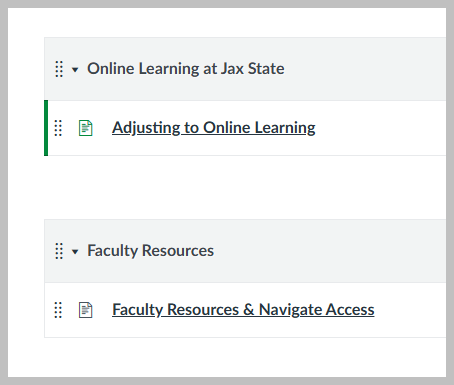 Online Learning at Jax State
Adjusting to Online Learning
Faculty Resources
Faculty Resources & Navigate Access